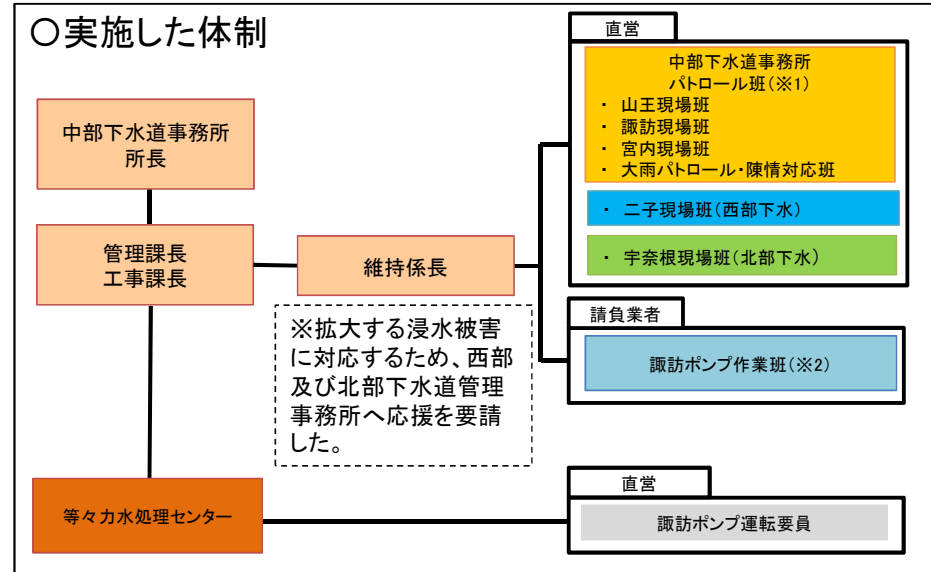 〇実施した体制
中部下水道事務所
所長
管理課長
工事課長
維持係長
※拡大する浸水被害
に対応するため、西部
及び北部下水道管理
事務所へ応援を要請
した。
等々力水処理センター
直営
中部下水道事務所
パトロール班(※1)
・ 山王現場班
・ 諏訪現場班
・ 宮内現場班
・ 大雨パトロール・陳情対応班
・ 二子現場班(西部下水)
・ 宇奈根現場班(北部下水)
請負業者
諏訪ポンプ作業班(※2)
直営
諏訪ポンプ運転要員